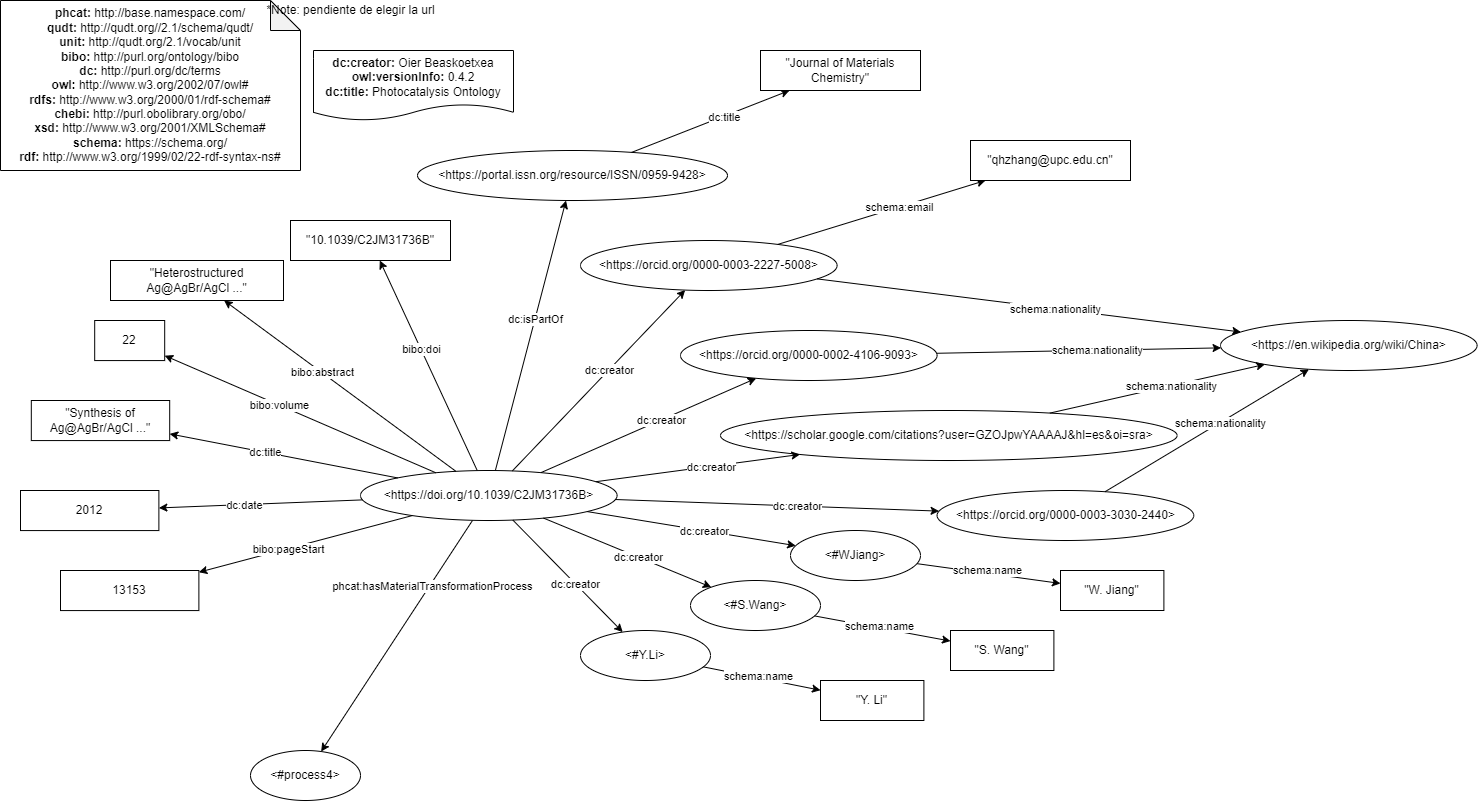 phcat: http://base.namespace.com/
qudt: http://qudt.org//2.1/schema/qudt/
unit: http://qudt.org/2.1/vocab/unit
bibo: http://purl.org/ontology/bibo
dc: http://purl.org/dc/terms
owl: http://www.w3.org/2002/07/owl#
rdfs: http://www.w3.org/2000/01/rdf-schema#
chebi: http://purl.obolibrary.org/obo/
xsd: http://www.w3.org/2001/XMLSchema#
schema: https://schema.org/
rdf: http://www.w3.org/1999/02/22-rdf-syntax-ns#
*Note: pendiente de elegir la url
dc:creator: Oier Beaskoetxea
owl:versionInfo: 0.4.2
dc:title: Photocatalysis Ontology
"Journal of Materials
Chemistry"
dc:title
<https://portal.issn.org/resource/ISSN/0959-9428>
"qhzhang@upc.edu.cn"
schema:email
"10.1039/C2JM31736B"
<https://orcid.org/0000-0003-2227-5008>
"Heterostructured
Ag@AgBr/AgCl ..."
schema:nationality
dc:isPartOf
22
bibo:doi
<https://orcid.org/0000-0002-4106-9093>
schema:nationality
<https://en.wikipedia.org/wiki/China>
bibo:abstract
dc:creator
schema:nationality
bibo:volume
"Synthesis of
Ag@AgBr/AgCl ..."
dc:creator
schema:nationality
<https://scholar.google.com/citations?user=GZOJpwYAAAAJ&hl=es&oi=sra>
dc:title
dc:creator
<https://doi.org/10.1039/C2JM31736B>
2012
dc:date
dc:creator
<https://orcid.org/0000-0003-3030-2440>
dc:creator
bibo:pageStart
<#WJiang>
dc:creator
schema:name
13153
phcat:hasMaterialTransformationProcess
dc:creator
"W. Jiang"
<#S.Wang>
schema:name
"S. Wang"
<#Y.Li>
schema:name
"Y. Li"
<#process4>